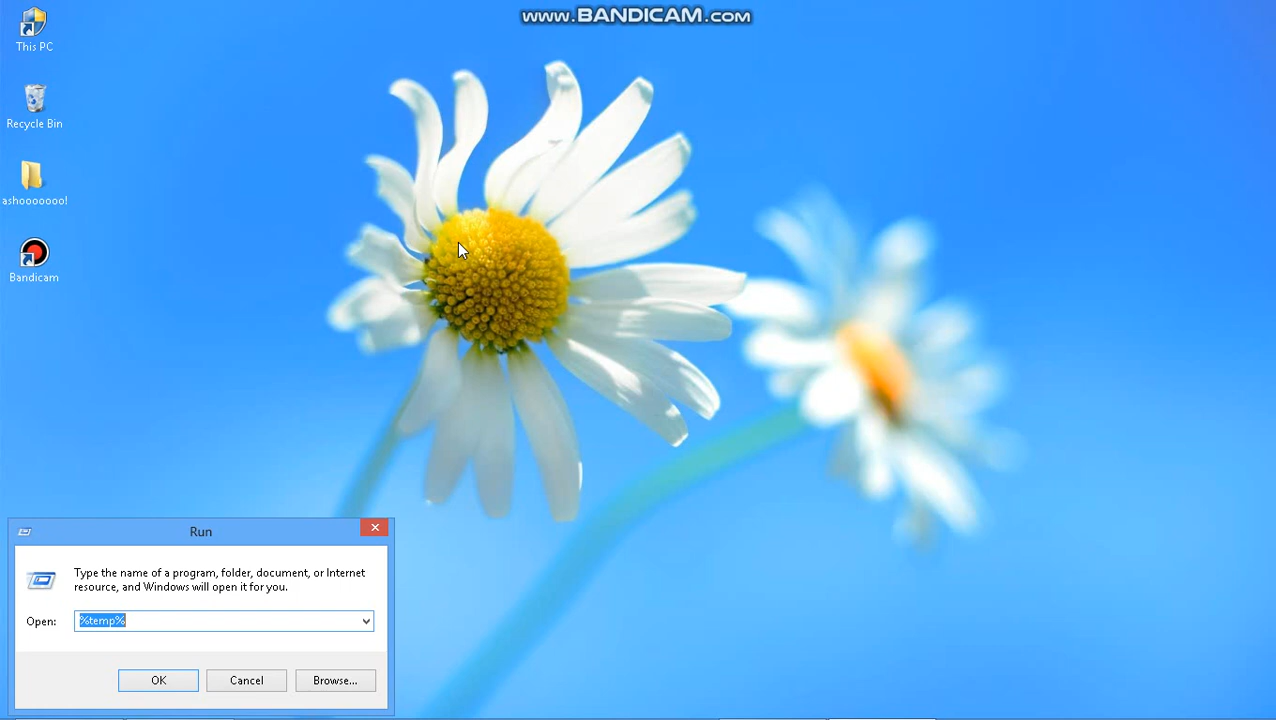 www.BANDICAM.com
This PC
Recycle Bin
ashooooooo!
Bandicam
Run
Type the name of a program, folder, document, or Internet
resource, and Windows will open it for you.
Open:
%temp%
OK
Cancel
Browse...